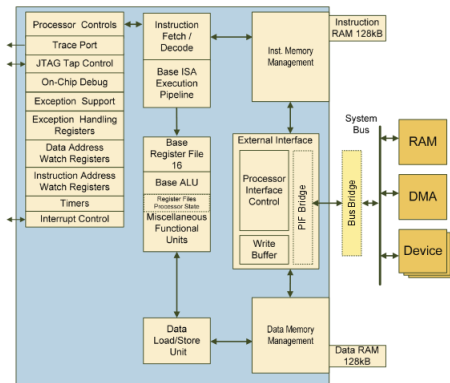 Processor Controls
Trace Port
JTAG Tap Control
On-Chip Debug
Exception Support
Exception Handling
Registers
Data Address
Watch Registers
Instruction Address
Watch Registers
Timers
Interrupt Control
Instruction
Fetch /
Decode
Base ISA
Execution
Pipeline
Base
Register File
16
Base ALU
Register Files
Processor State
Miscellaneous
Functional
Units
Data
Load/Store
Unit
Inst. Memory
Management
External Interface
Processor
Interface
Control
Write
Buffer
PIF Bridge
Data Memory
Management
Instruction
RAM 128kB
Data RAM
128kB
Bus Bridge
System
Bus
RAM
DMA
Device